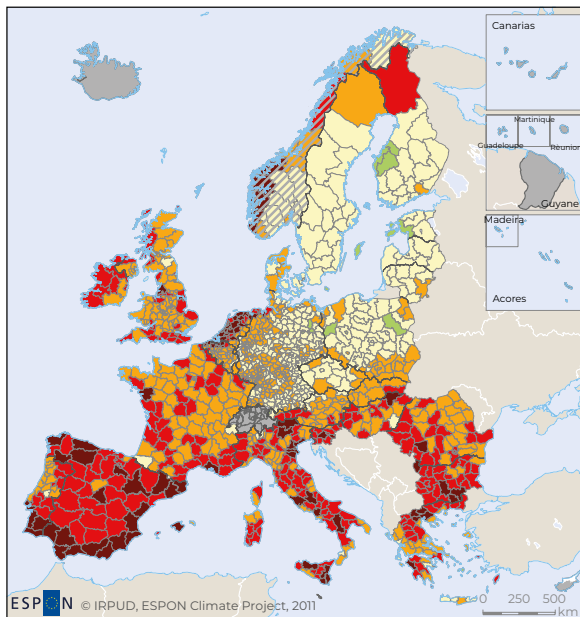 Canarias
Martinique
Guadeloupe
Réunion
Guyane
Madeira
Acores
ESPON © IRPUD, ESPON Climate Project, 2011
0 250 500
km